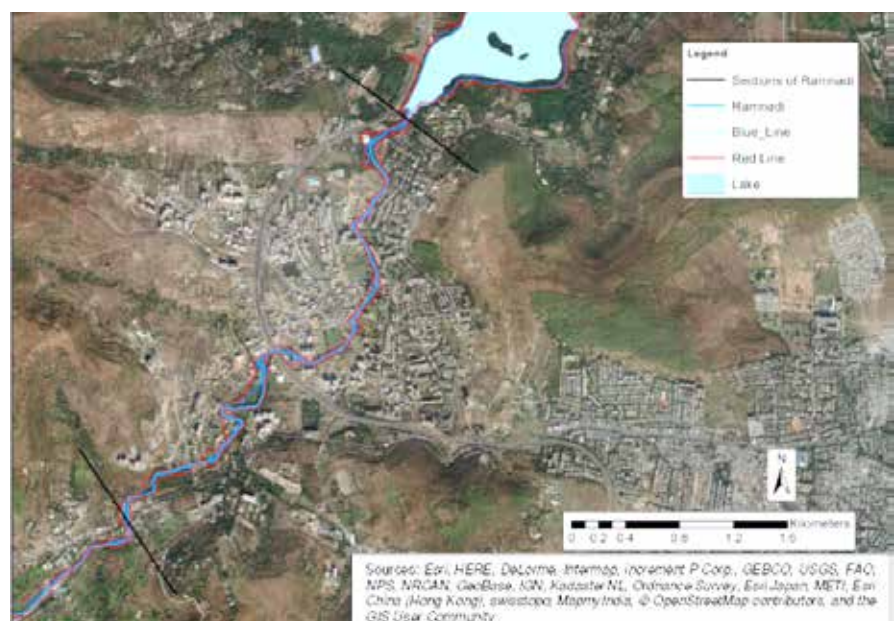 Legend
Sections of Ramnadi
Ramnadi
Blue_Line
Red Line
Lake
N
Kilometers
0 0.2 0.4 0.8 1.2 1.6
Sources: Esri, HERE, DeLorme, Intermap, increment P Corp., GEBCO, USGS, FAO,
NPS, NRCAN, GeoBase, IGN, Kadaster NL, Ordnance Survey, Esri Japan, METI, Esri
China (Hong Kong), swisstopo, MapmyIndia, © OpenStreetMap contributors, and the
GIS User Community